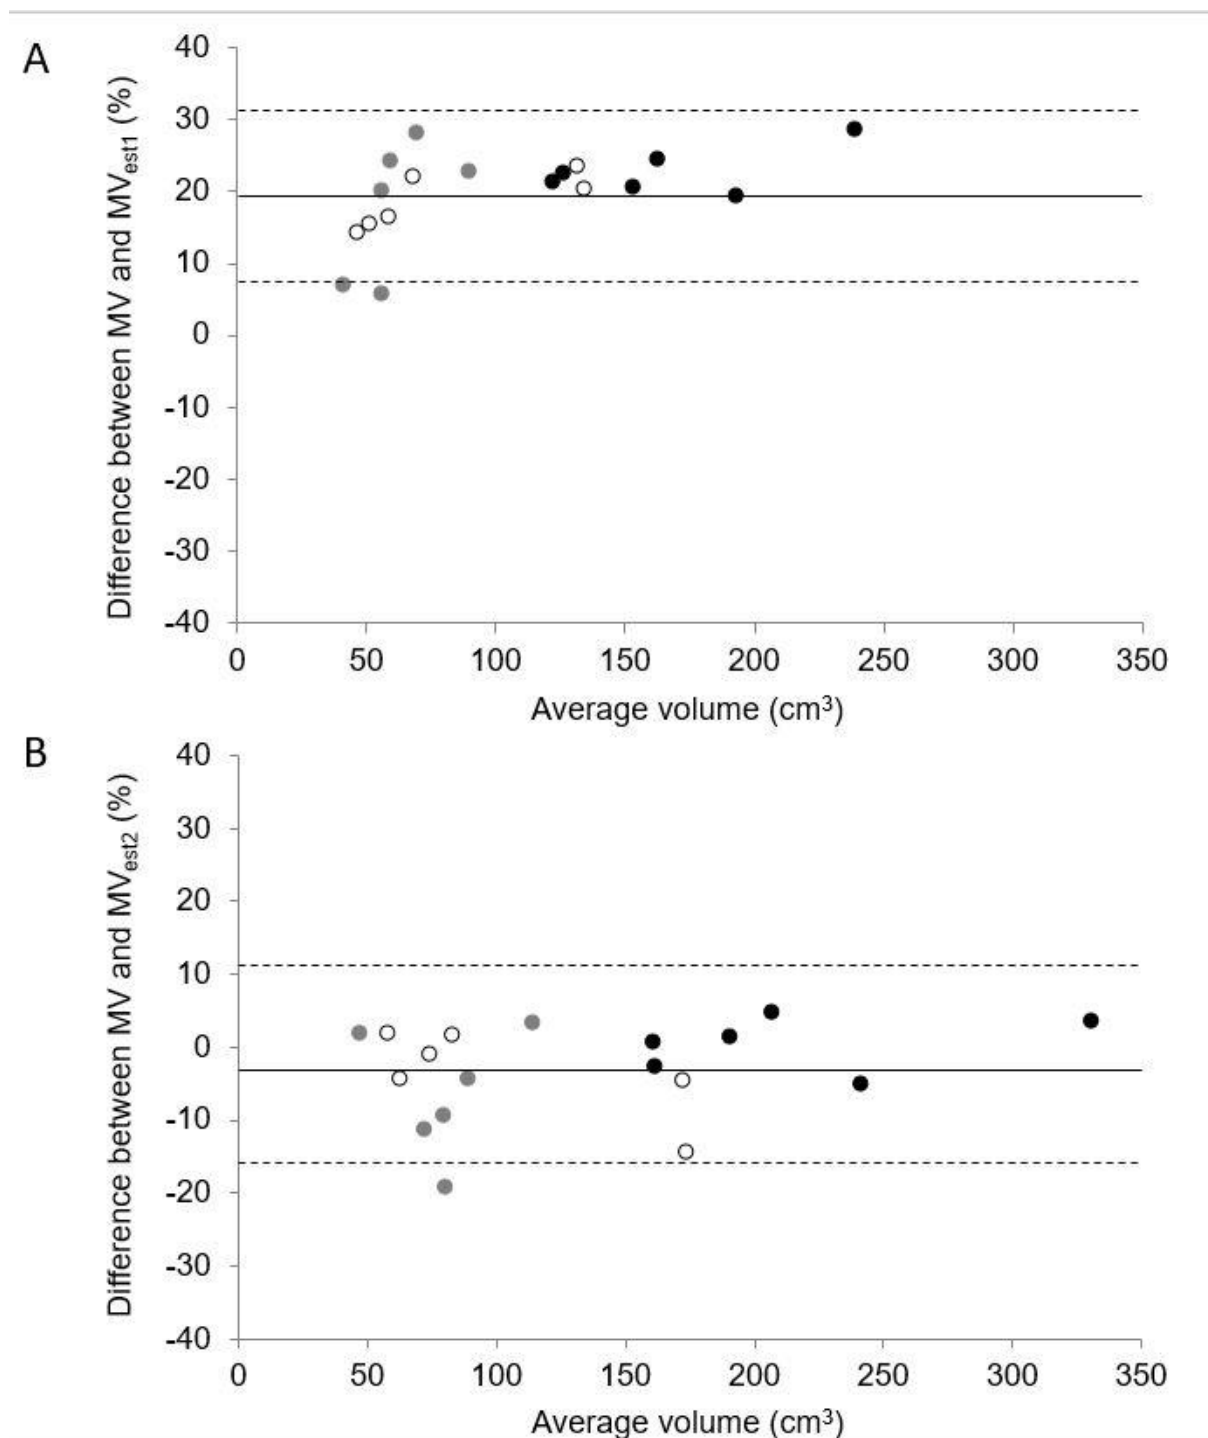 A
Difference between MV and MVest1 (%)
40
30
20
10
0
-10
-20
-30
-40
0 50 100 150 200 250 300 350
Average volume (cm³)
B
Difference between MV and MVest2 (%)
40
30
20
10
0
-10
-20
-30
-40
0 50 100 150 200 250 300 350
Average volume (cm³)